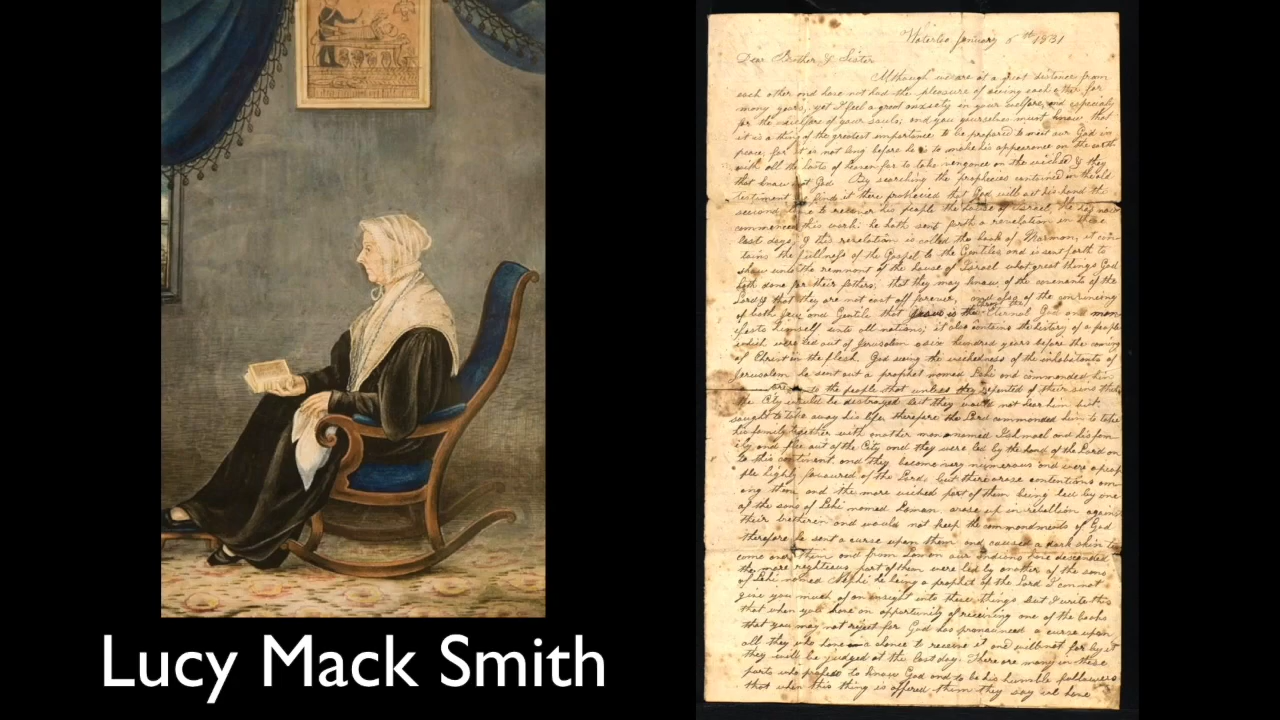 Lucy Mack Smith
Waterloo January 6th 1831
Dear Brother & Sister
Although we are at a great distance from
each other and have not had the pleasure of seeing each other for
many years, yet I feel a great anxiety in your welfare, and especially
for the welfare of your souls; and you yourselves must know that
it is a thing of the greatest importance to be prepared to meet our God in
peace, for it is not long before he is to make his appearance on the earth
with all the hosts of heaven for to take vengence on the wicked & they
that know not God By searching the prophecies contained in the old
testament we find it there prophecied that God will set his hand the
second time to recover his people the house of Israel. He has now
commenced this work; he hath sent forth a revelation in these
last days, & this revelation is called the book of Mormon, it con-
tains the fullness of the Gospel to the Gentiles and is sent forth to
shew unto the remnant of the house of Israel what great things God
hath done for their fathers; that they may know of the covenants of the
Lord & that they are not cast off forever, and also of the convincing
of both Jew and Gentile that Jesus is the Christ the Eternal God and man
ifests himself unto all nations; it also contains the history of a people
which were led out of Jerusalem six hundred years before the coming
of Christ in the flesh. God seeing the wickedness of the inhabitants of
Jerusalem he sent out a prophet named Lehi and commanded him
to the people that unless they repented of their sins that
the City would be destroyed but they would not hear him but
sought to take away his life therefore the Lord commanded him to take
his family together with another man named Ishmael and his fam
ily and flee out of the City and they were led by the hand of the Lord on
to this continent, and they became very numerous and were a peop
ple highly favoured of the Lord; but there arose contentions am
ong them and the more wicked part of them being led by one
of the sons of Lehi named Laman arose up in rebellion against
their bretheren and would not keep the commandments of God
therefore he sent a curse upon them and caused a dark skin to
come over them and from Laman our Indians have descended
the more righteous part of them were led by another of the sons
of Lehi named Nephi he being a prophet of the Lord I cannot
give you much of an insight into these things but I write this
that when you have an opportunity of receiving one of the books
that you may not reject for God has pronounced a curse upon
all they who have a chance to receive it and will not for by it
they will be judged at the last day. There are many in these
parts who profess to know God and to be his humble followers
that when this thing is offered them they say we have